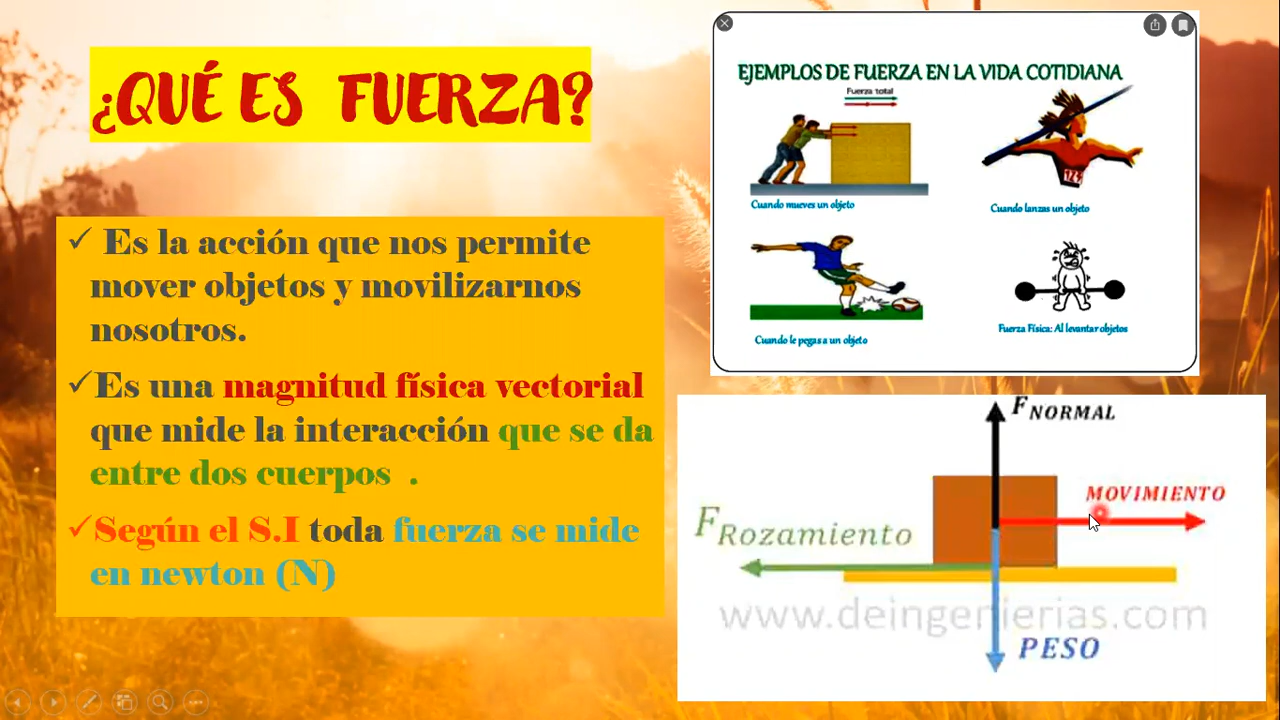 ¿QUÉ ES FUERZA?
✓ Es la acción que nos permite
mover objetos y movilizarnos
nosotros.
✓Es una magnitud física vectorial
que mide la interacción que se da
entre dos cuerpos .
✓Según el S.I toda fuerza se mide
en newton (N)
EJEMPLOS DE FUERZA EN LA VIDA COTIDIANA
Fuerza total
Cuando mueves un objeto
124
Cuando lanzas un objeto
Cuando le pegas a un objeto
Fuerza Física: Al levantar objetos
F NORMAL
MOVIMIENTO
F Rozamiento
www.deingenierias.com
PESO